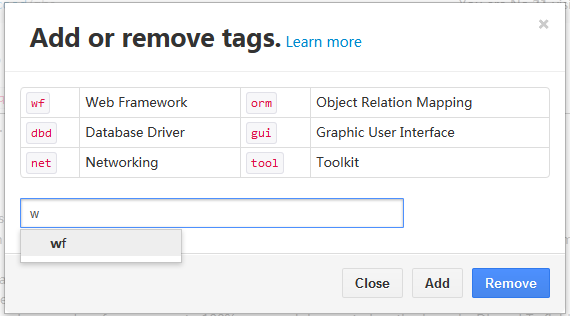 Add or remove tags. Learn more
×
wf Web Framework orm Object Relation Mapping
dbd Database Driver gui Graphic User Interface
net Networking tool Toolkit
w
wf
Close Add Remove